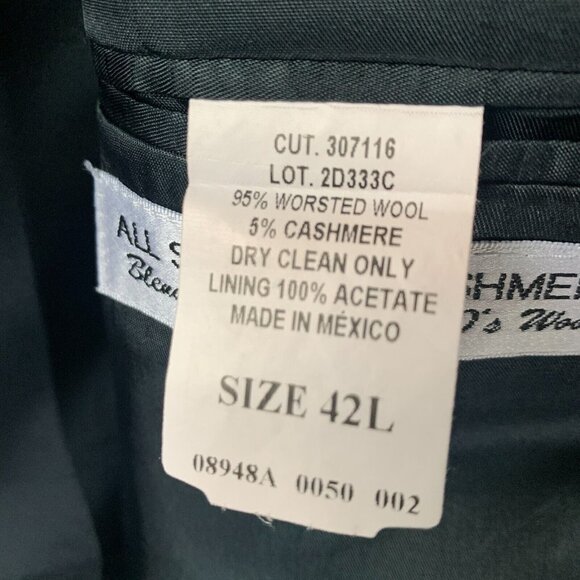 CUT. 307116
LOT. 2D333C
95% WORSTED WOOL
5% CASHMERE
DRY CLEAN ONLY
LINING 100% ACETATE
MADE IN MÉXICO
SIZE 42L
08948A 0050 002
ALL